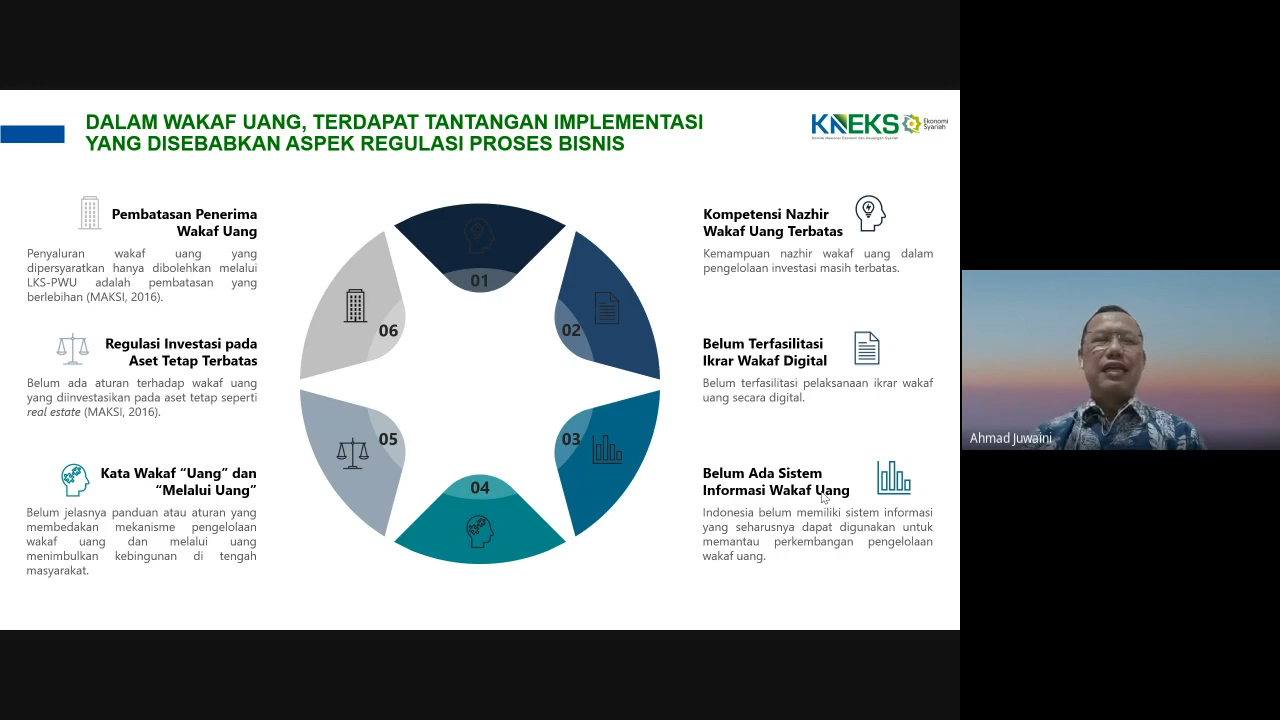 DALAM WAKAF UANG, TERDAPAT TANTANGAN IMPLEMENTASI
YANG DISEBABKAN ASPEK REGULASI PROSES BISNIS
KNEKS
Ekonomi
Syariah
Pembatasan Penerima
Wakaf Uang
Penyaluran wakaf uang yang
dipersyaratkan hanya dibolehkan melalui
LKS-PWU adalah pembatasan yang
berlebihan (MAKSI, 2016).
Regulasi Investasi pada
Aset Tetap Terbatas
Belum ada aturan terhadap wakaf uang
yang diinvestasikan pada aset tetap seperti
real estate (MAKSI, 2016).
Kata Wakaf “Uang” dan
“Melalui Uang”
Belum jelasnya panduan atau aturan yang
membedakan mekanisme pengelolaan
wakaf uang dan melalui uang
menimbulkan kebingunan di tengah
masyarakat.
01
02
03
04
05
06
Kompetensi Nazhir
Wakaf Uang Terbatas
Kemampuan nazhir wakaf uang dalam
pengelolaan investasi masih terbatas.
Belum Terfasilitasi
Ikrar Wakaf Digital
Belum terfasilitasi pelaksanaan ikrar wakaf
uang secara digital.
Belum Ada Sistem
Informasi Wakaf Uang
Indonesia belum memiliki sistem informasi
yang seharusnya dapat digunakan untuk
memantau perkembangan pengelolaan
wakaf uang.
Ahmad Juwaini